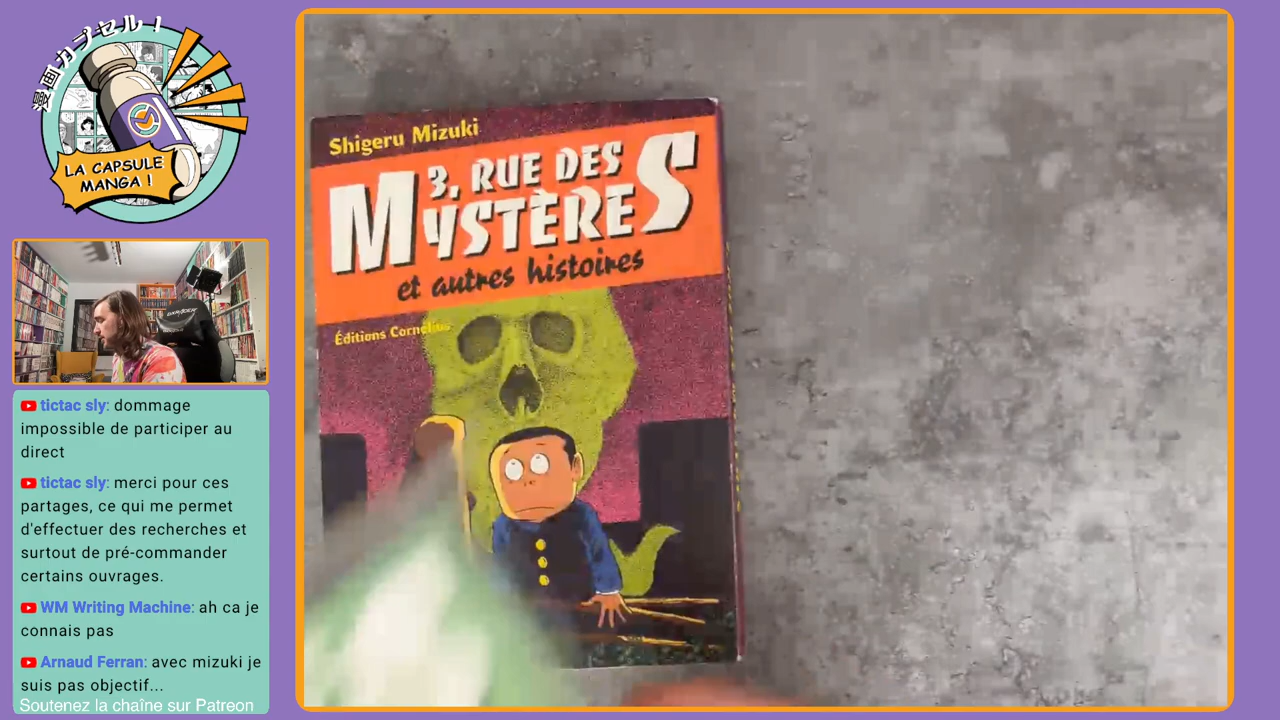 漫画カプセル！
LA CAPSULE
MANGA !
tictac sly: dommage
impossible de participer au
direct
tictac sly: merci pour ces
partages, ce qui me permet
d'effectuer des recherches et
surtout de pré-commander
certains ouvrages.
WM Writing Machine: ah ca je
connais pas
Arnaud Ferran: avec mizuki je
suis pas objectif...
Soutenez la chaîne sur Patreon
Shigeru Mizuki
3, RUE DES
MYSTÈRES
et autres histoires
Éditions Cornélius